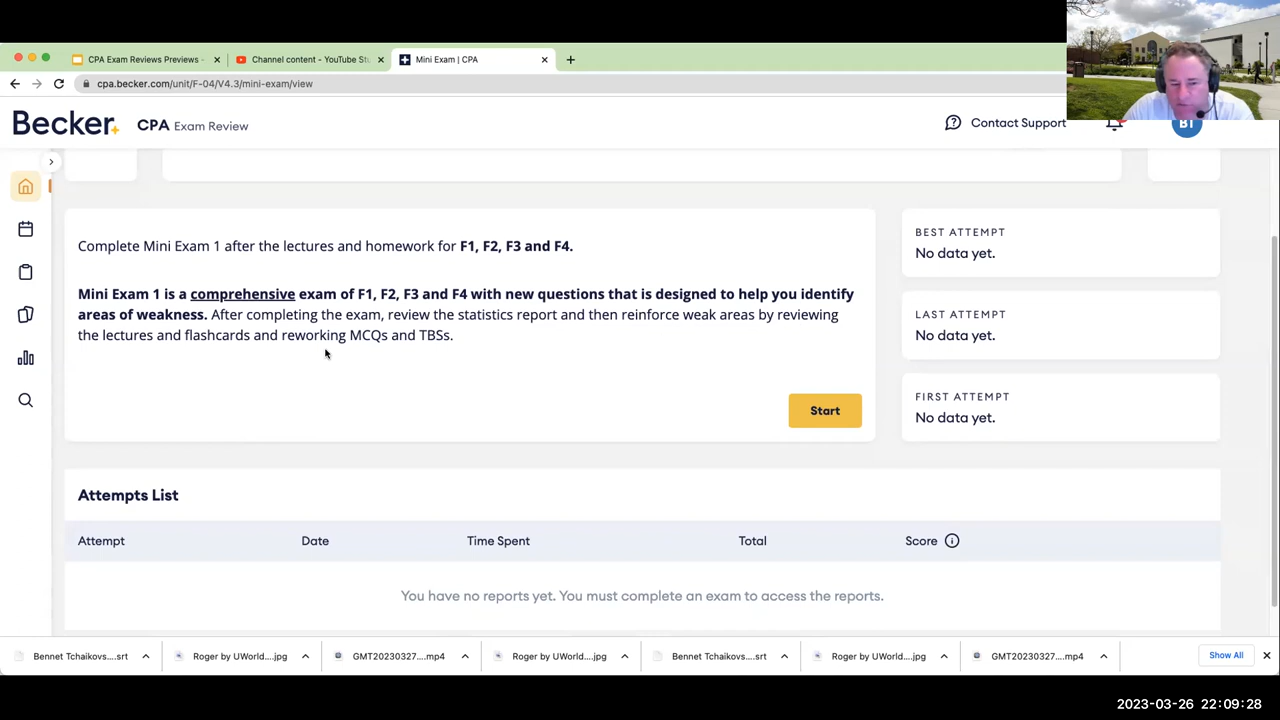 CPA Exam Reviews Previews -
Channel content - YouTube Stu
Mini Exam | CPA
cpa.becker.com/unit/F-04/V4.3/mini-exam/view
Becker.
CPA Exam Review
Contact Support
BT
Complete Mini Exam 1 after the lectures and homework for F1, F2, F3 and F4.
Mini Exam 1 is a comprehensive exam of F1, F2, F3 and F4 with new questions that is designed to help you identify
areas of weakness. After completing the exam, review the statistics report and then reinforce weak areas by reviewing
the lectures and flashcards and reworking MCQs and TBSs.
Start
BEST ATTEMPT
No data yet.
LAST ATTEMPT
No data yet.
FIRST ATTEMPT
No data yet.
Attempts List
Attempt Date Time Spent Total Score
You have no reports yet. You must complete an exam to access the reports.
Bennet Tchaikovs....srt Roger by UWorld....jpg GMT20230327....mp4 Roger by UWorld....jpg Bennet Tchaikovs....srt Roger by UWorld....jpg GMT20230327....mp4 Show All
2023-03-26 22:09:28